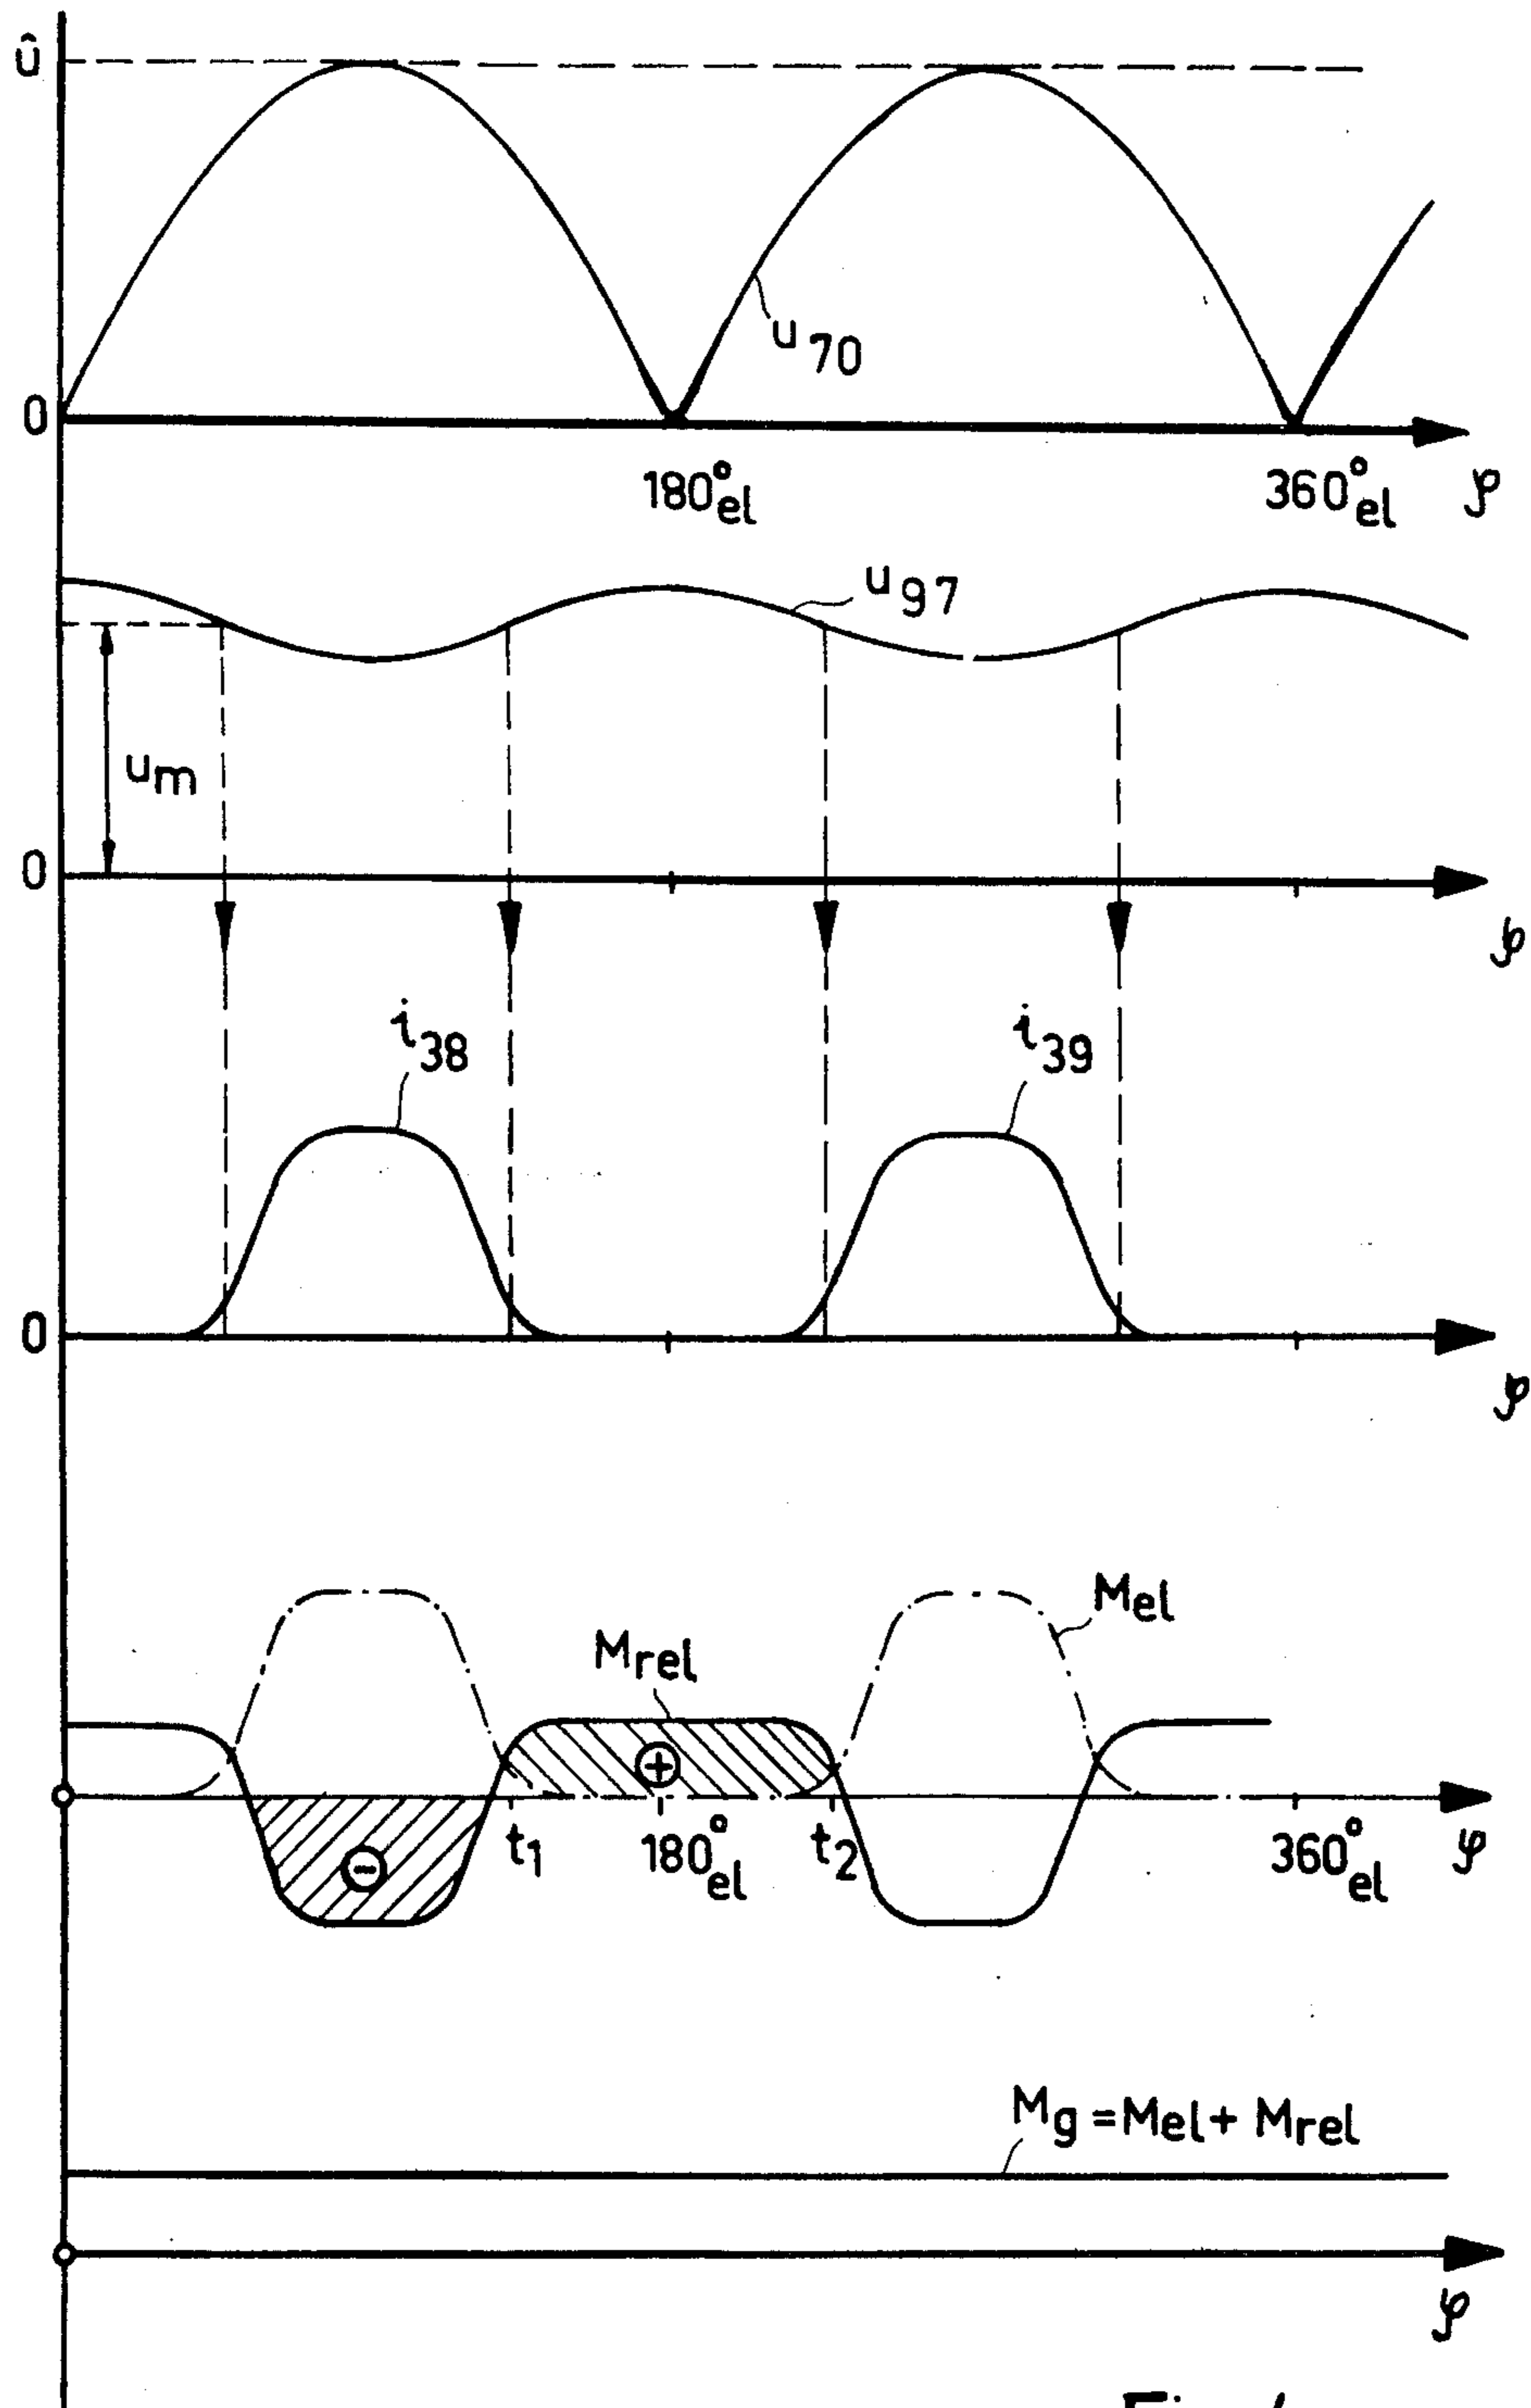 û
u70
0
180°el
360°el
φ
u97
um
0
φ
i38
i39
0
φ
Mel
Mrel
+
t1
180°el
t2
360°el
φ
−
Mg = Mel + Mrel
φ